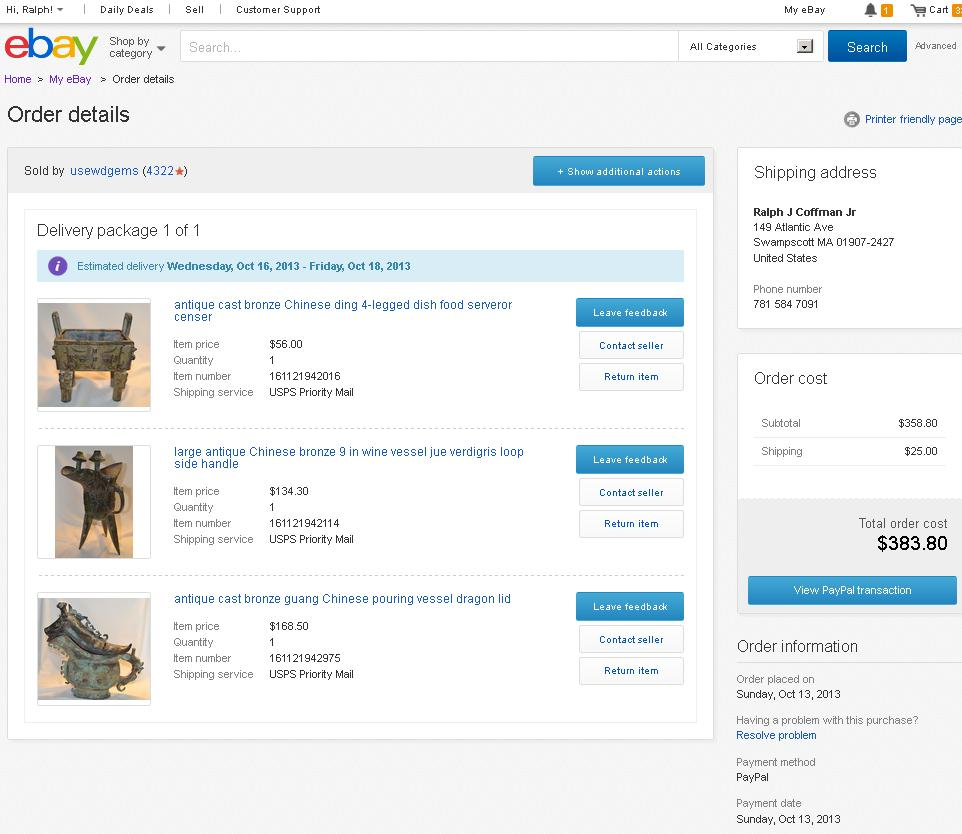 Hi, Ralph! Daily Deals Sell Customer Support My eBay 1 Cart
ebay Shop by category Search... All Categories Search Advanced
Home > My eBay > Order details
Order details
Printer friendly page
Sold by usewdgems (4322)
+ Show additional actions
Delivery package 1 of 1
i Estimated delivery Wednesday, Oct 16, 2013 - Friday, Oct 18, 2013
antique cast bronze Chinese ding 4-legged dish food serveror
censer
Item price $56.00
Quantity 1
Item number 161121942016
Shipping service USPS Priority Mail
Leave feedback
Contact seller
Return item
large antique Chinese bronze 9 in wine vessel jue verdigris loop
side handle
Item price $134.30
Quantity 1
Item number 161121942114
Shipping service USPS Priority Mail
Leave feedback
Contact seller
Return item
antique cast bronze guang Chinese pouring vessel dragon lid
Item price $168.50
Quantity 1
Item number 161121942975
Shipping service USPS Priority Mail
Leave feedback
Contact seller
Return item
Shipping address
Ralph J Coffman Jr
149 Atlantic Ave
Swampscott MA 01907-2427
United States
Phone number
781 584 7091
Order cost
Subtotal $358.80
Shipping $25.00
Total order cost
$383.80
View PayPal transaction
Order information
Order placed on
Sunday, Oct 13, 2013
Having a problem with this purchase?
Resolve problem
Payment method
PayPal
Payment date
Sunday, Oct 13, 2013